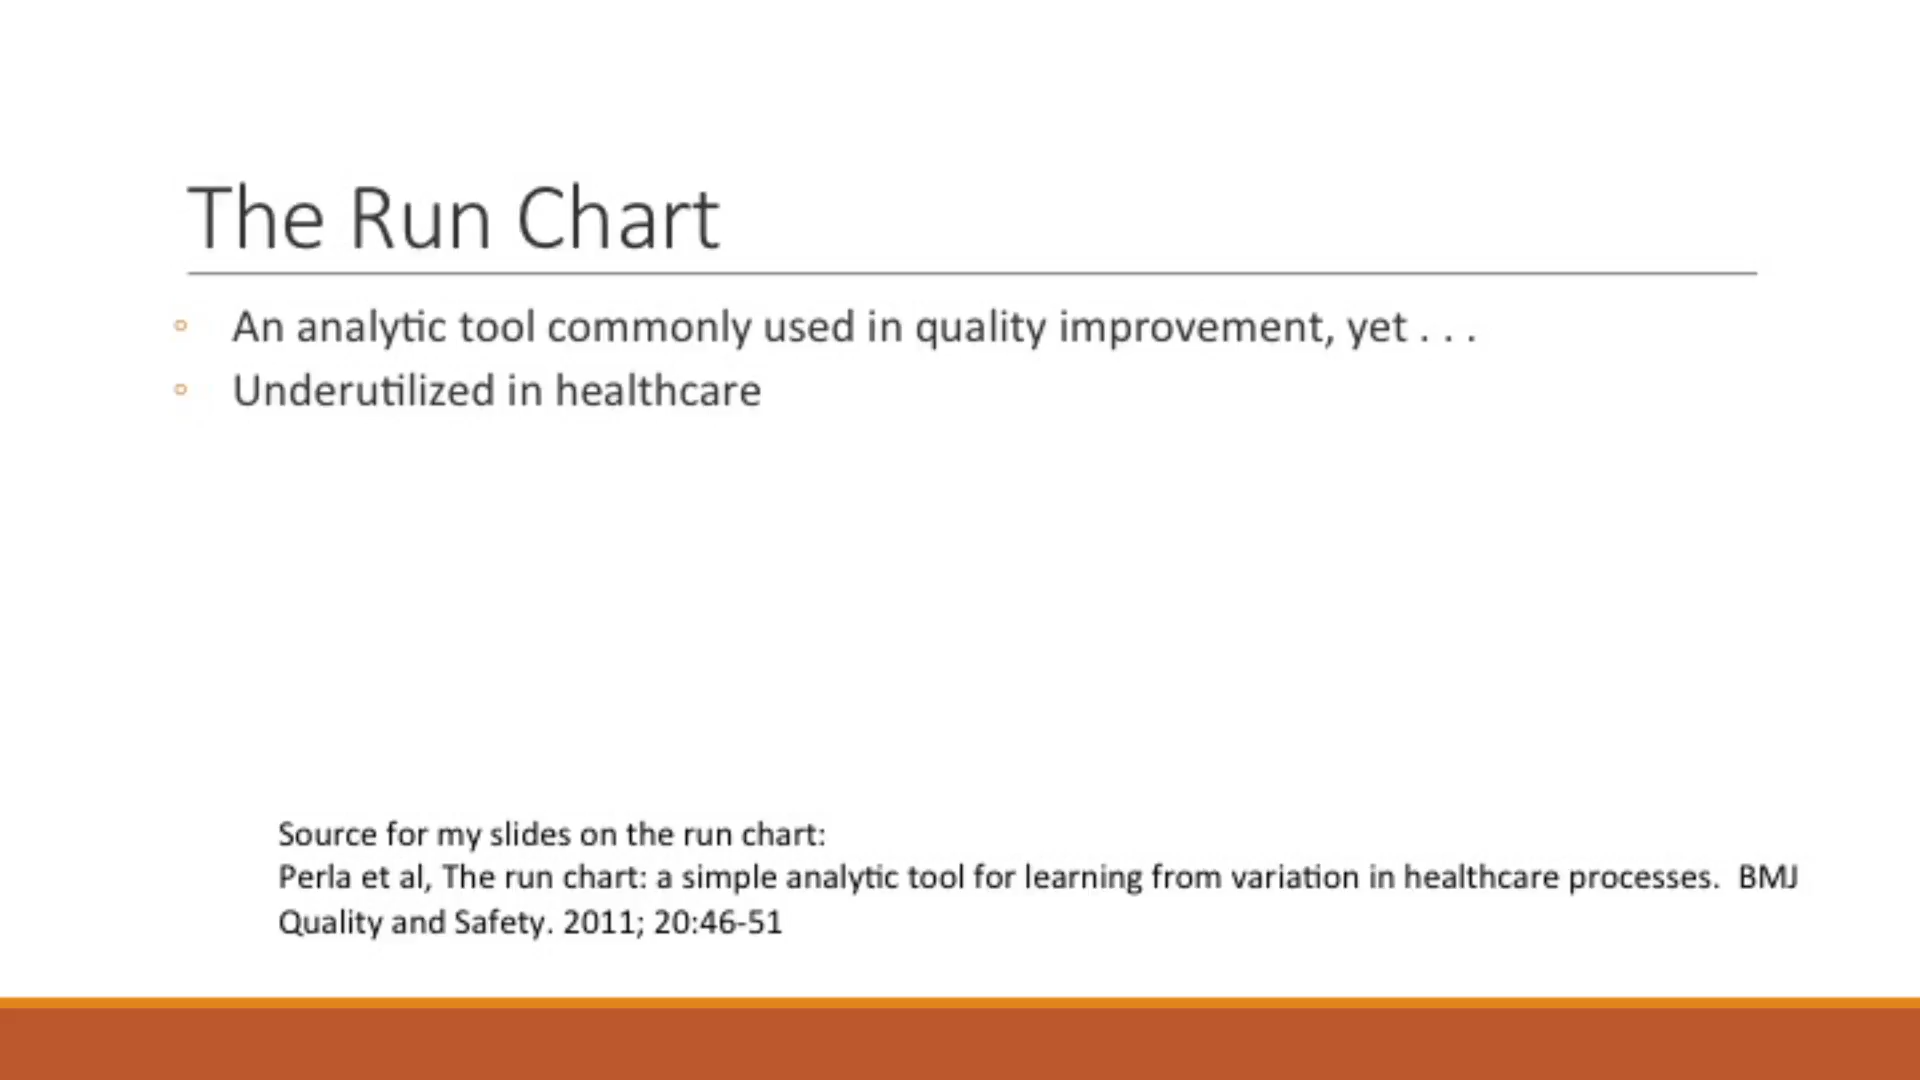 The Run Chart
◦ An analytic tool commonly used in quality improvement, yet . . .
◦ Underutilized in healthcare
Source for my slides on the run chart:
Perla et al, The run chart: a simple analytic tool for learning from variation in healthcare processes.  BMJ
Quality and Safety. 2011; 20:46-51